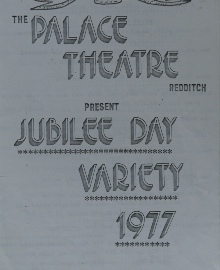 THE PALACE
THEATRE
REDDITCH
PRESENT
JUBILEE DAY
********************
VARIETY
************
1977
*******